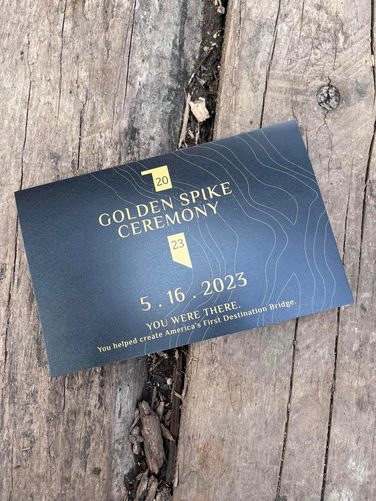 20
GOLDEN SPIKE
CEREMONY
23
5 . 16 . 2023
YOU WERE THERE.
You helped create America's First Destination Bridge.